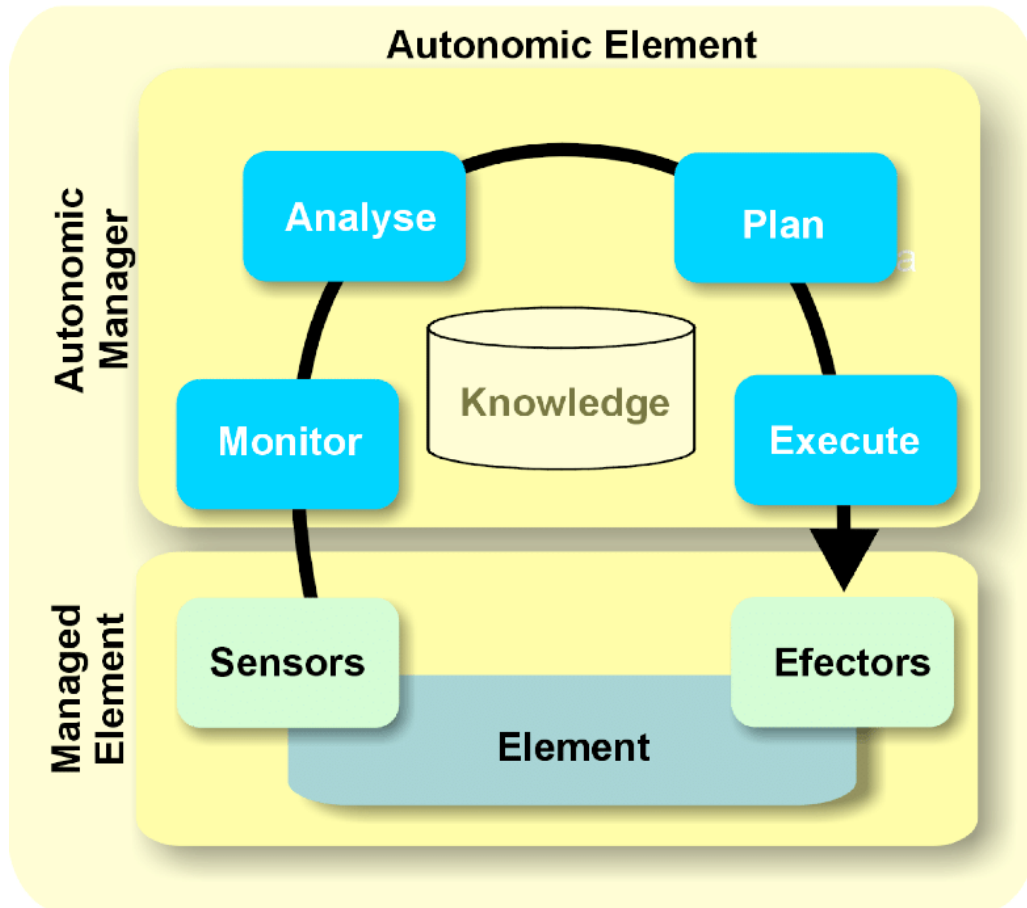 Autonomic Element
Autonomic
Manager
Analyse
Plan
a
Knowledge
Monitor
Execute
Managed
Element
Sensors
Efectors
Element